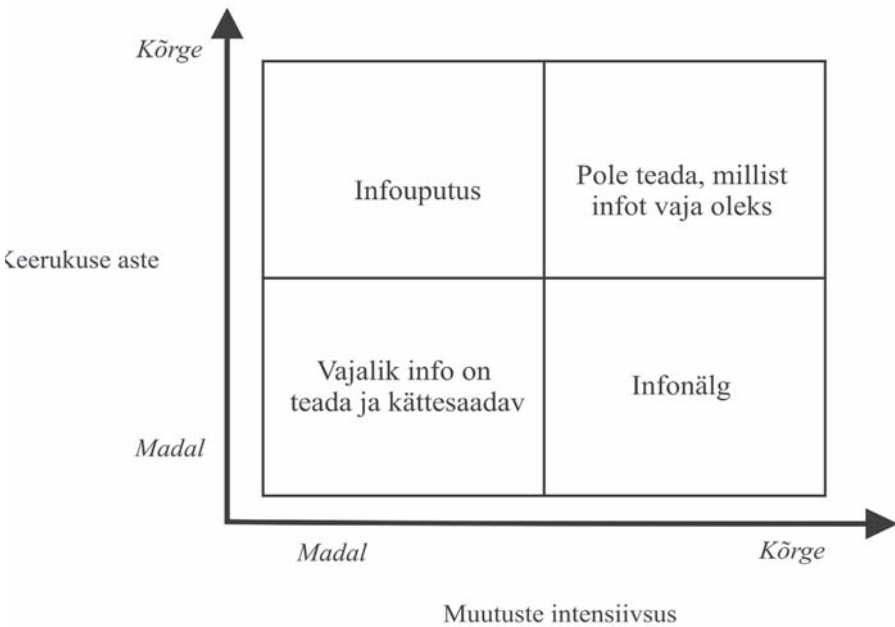 Kõrge
Infouputus
Pole teada, millist
infot vaja oleks
Keerukuse aste
Vajalik info on
teada ja kättesaadav
Infonälg
Madal
Madal
Kõrge
Muutuste intensiivsus